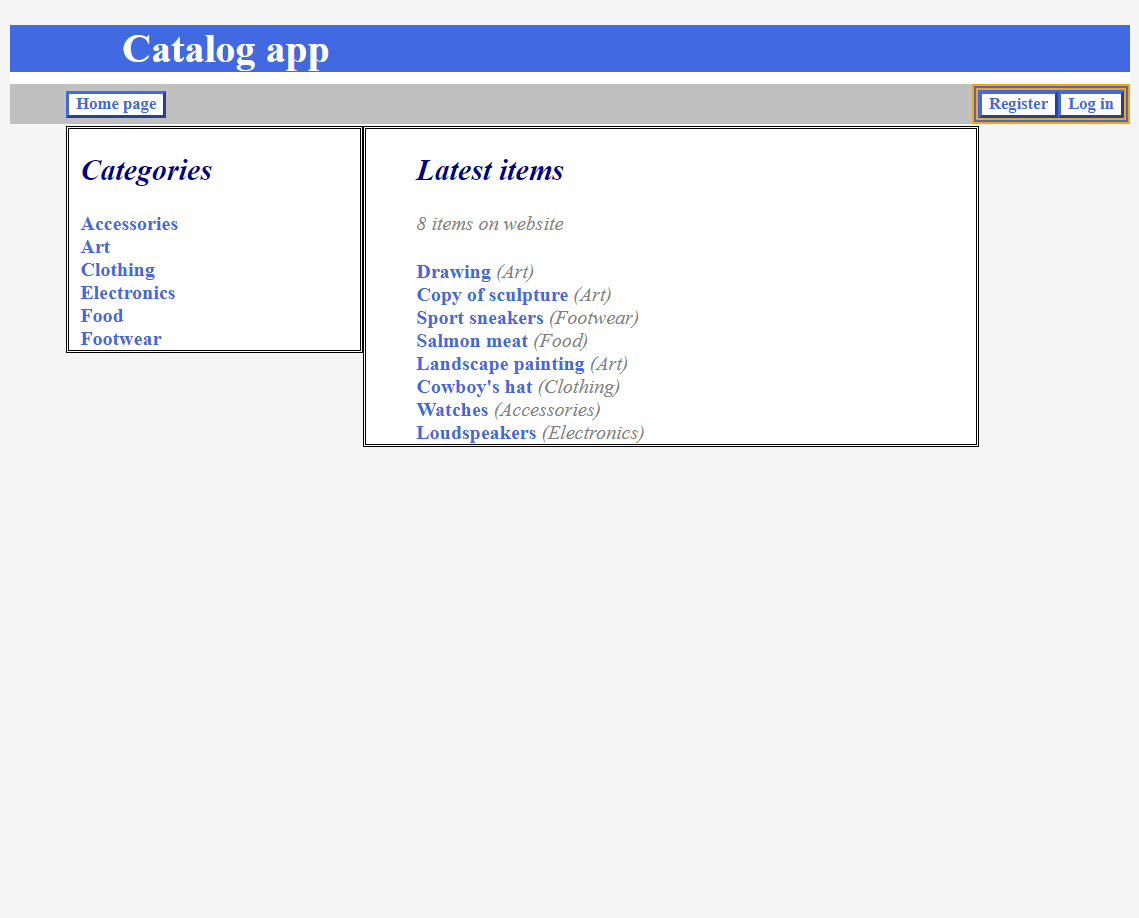 Catalog app
Home page
Register Log in
Categories
Accessories
Art
Clothing
Electronics
Food
Footwear
Latest items
8 items on website
Drawing (Art)
Copy of sculpture (Art)
Sport sneakers (Footwear)
Salmon meat (Food)
Landscape painting (Art)
Cowboy's hat (Clothing)
Watches (Accessories)
Loudspeakers (Electronics)